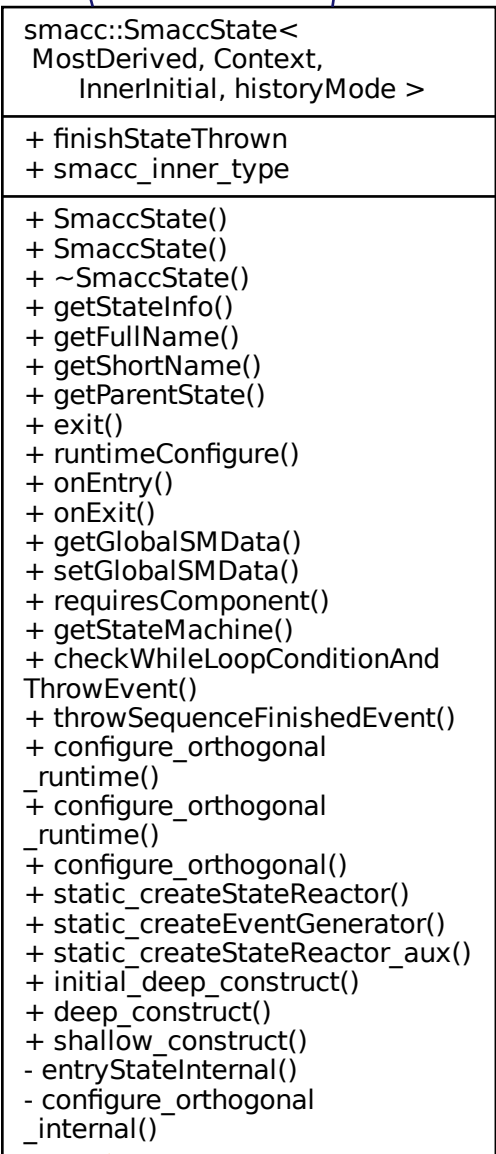 smacc::SmaccState<
MostDerived, Context,
InnerInitial, historyMode >
+ finishStateThrown
+ smacc_inner_type
+ SmaccState()
+ SmaccState()
+ ~SmaccState()
+ getStateInfo()
+ getFullName()
+ getShortName()
+ getParentState()
+ exit()
+ runtimeConfigure()
+ onEntry()
+ onExit()
+ getGlobalSMData()
+ setGlobalSMData()
+ requiresComponent()
+ getStateMachine()
+ checkWhileLoopConditionAnd
ThrowEvent()
+ throwSequenceFinishedEvent()
+ configure_orthogonal
_runtime()
+ configure_orthogonal
_runtime()
+ configure_orthogonal()
+ static_createStateReactor()
+ static_createEventGenerator()
+ static_createStateReactor_aux()
+ initial_deep_construct()
+ deep_construct()
+ shallow_construct()
- entryStateInternal()
- configure_orthogonal
_internal()